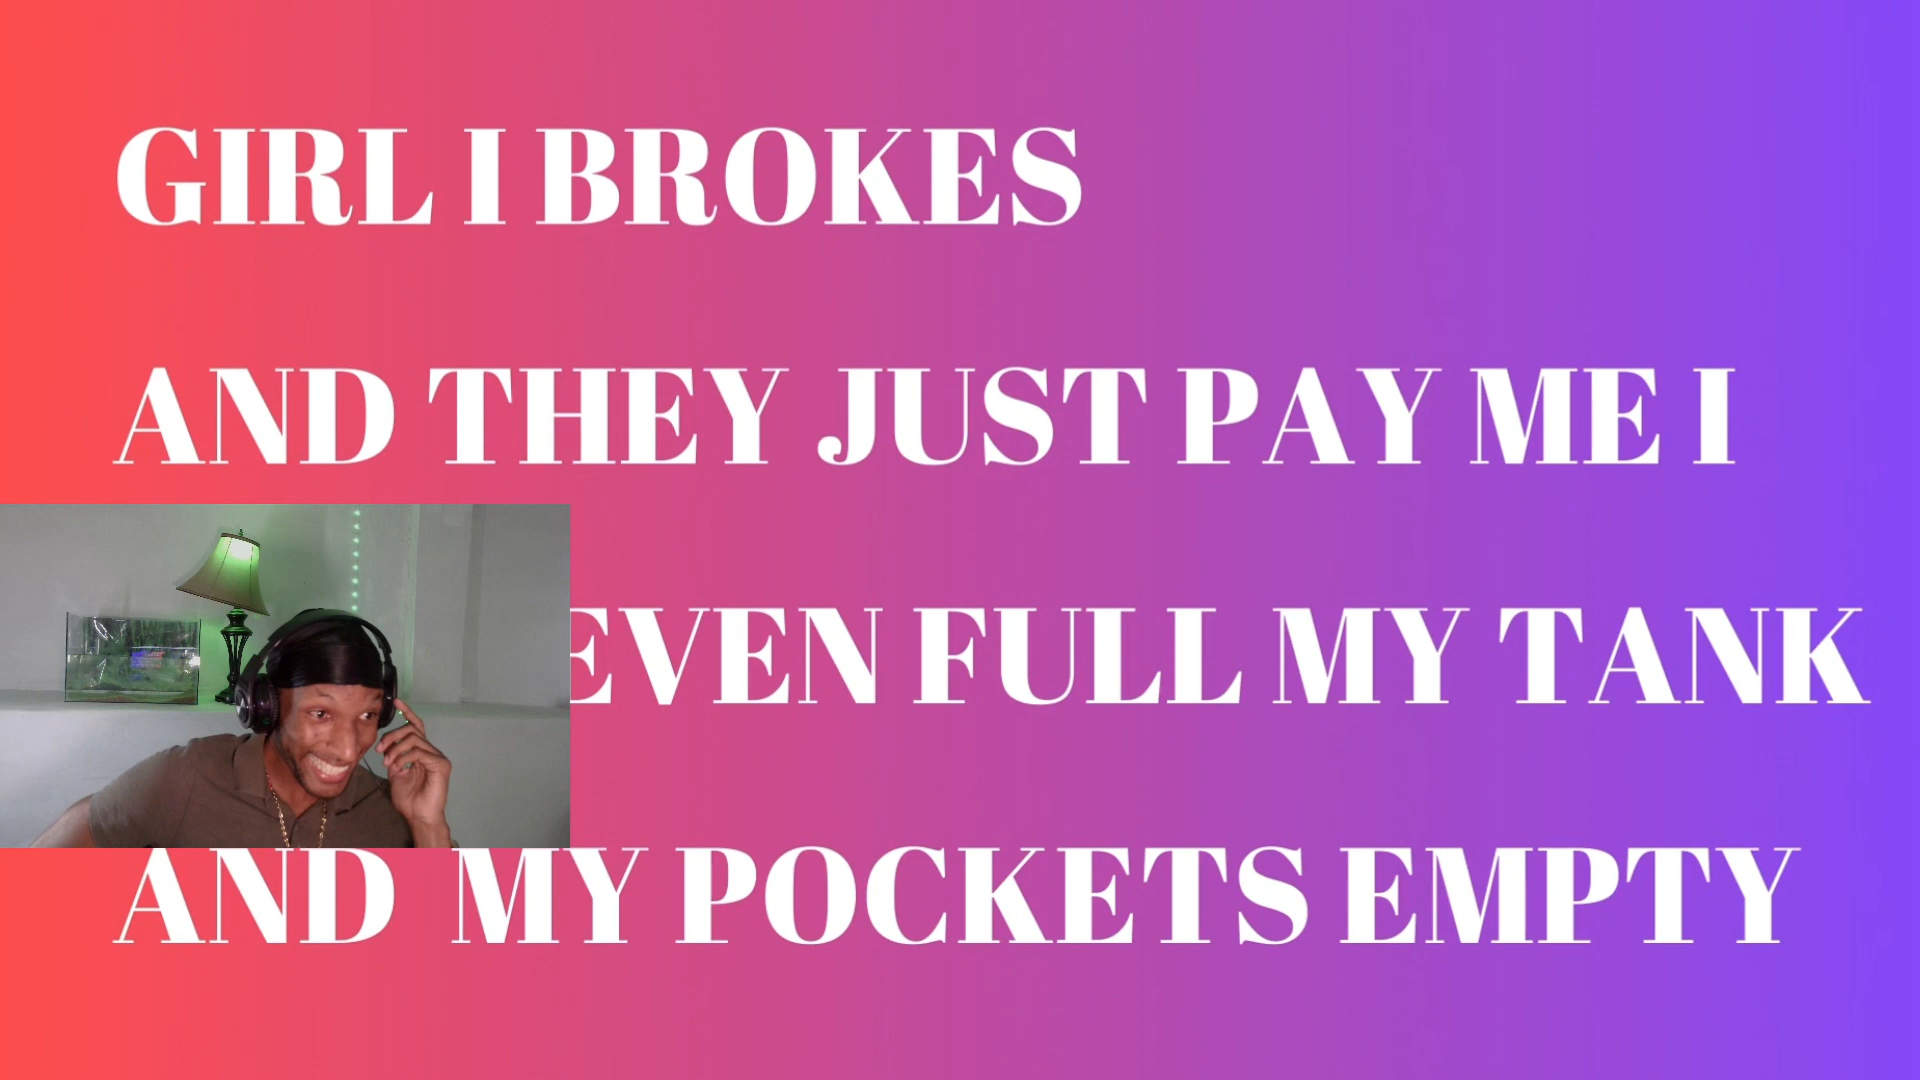 GIRL I BROKES
AND THEY JUST PAY ME I
EVEN FULL MY TANK
AND MY POCKETS EMPTY